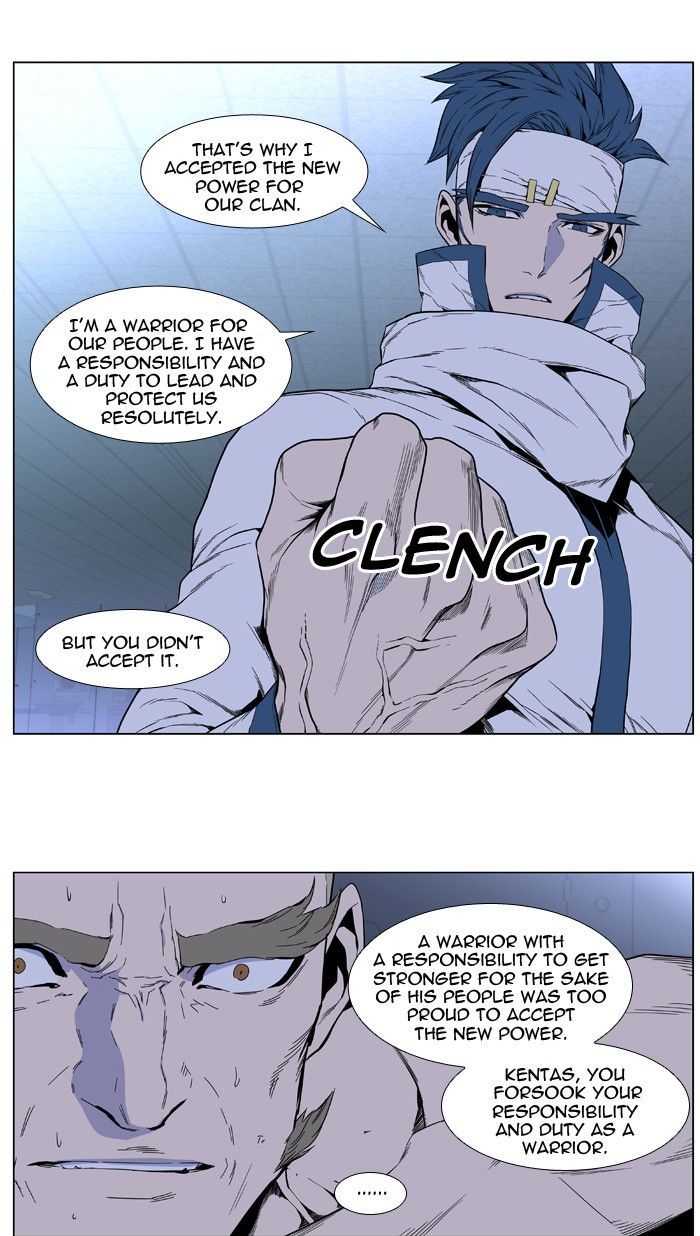 THAT'S WHY I
ACCEPTED THE NEW
POWER FOR
OUR CLAN.
I'M A WARRIOR FOR
OUR PEOPLE. I HAVE
A RESPONSIBILITY AND
A DUTY TO LEAD AND
PROTECT US
RESOLUTELY.
CLENCH
BUT YOU DIDN'T
ACCEPT IT.
A WARRIOR WITH
A RESPONSIBILITY TO GET
STRONGER FOR THE SAKE
OF HIS PEOPLE WAS TOO
PROUD TO ACCEPT
THE NEW POWER.
KENTAS, YOU
FORSOOK YOUR
RESPONSIBILITY
AND DUTY AS A
WARRIOR.
......